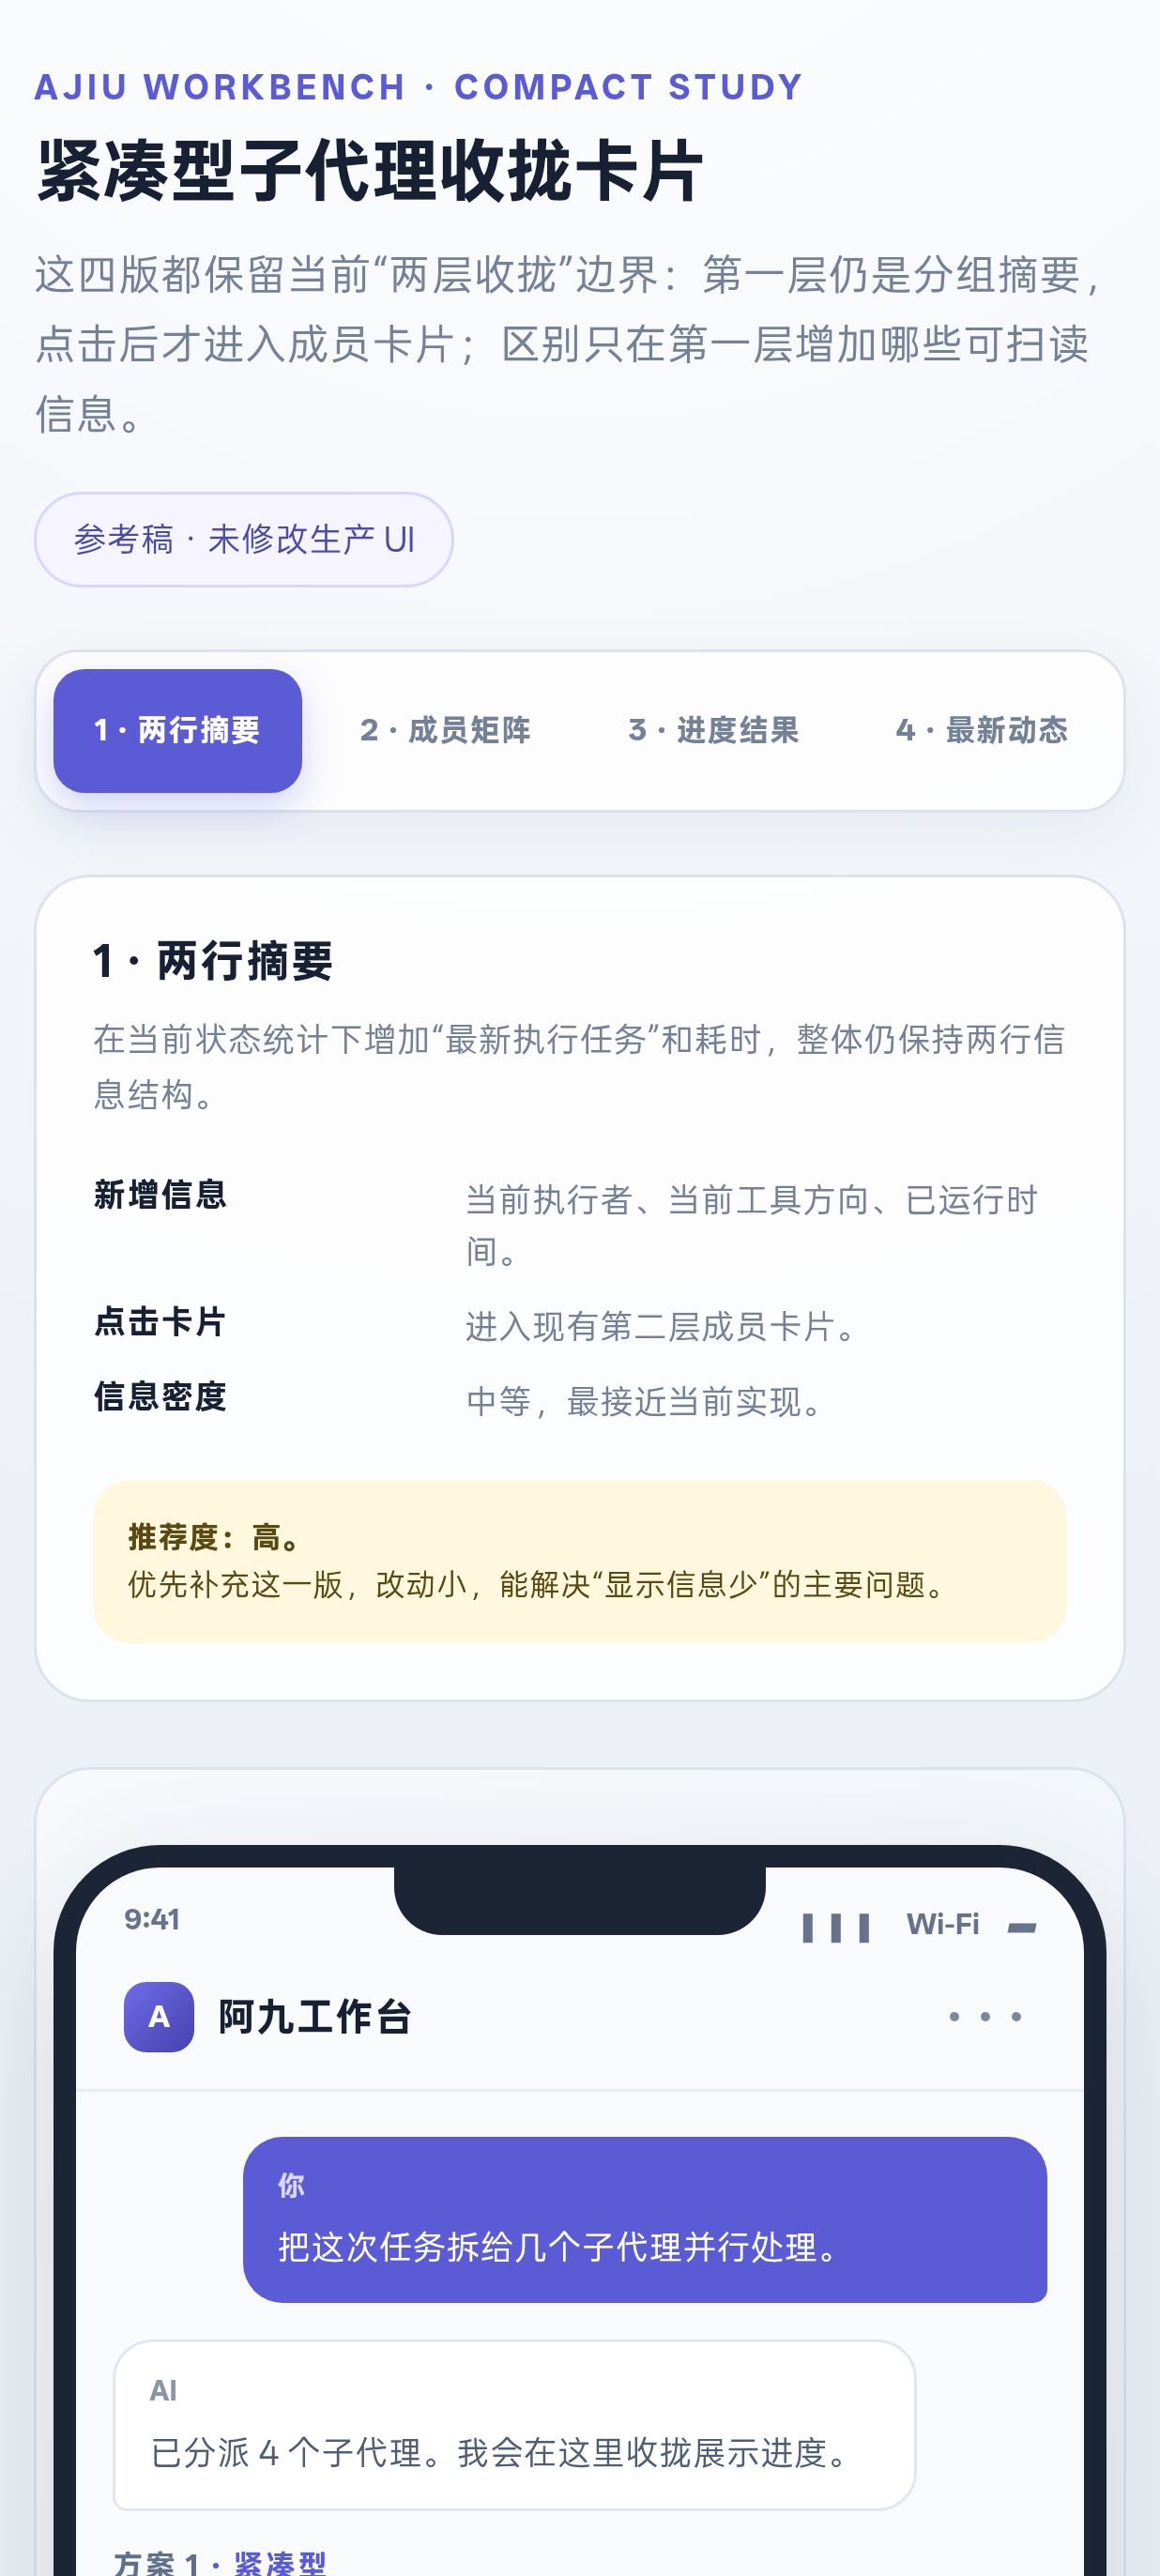 AJIU WORKBENCH · COMPACT STUDY
紧凑型子代理收拢卡片
这四版都保留当前“两层收拢”边界：第一层仍是分组摘要，
点击后才进入成员卡片；区别只在第一层增加哪些可扫读
信息。
参考稿 · 未修改生产 UI
1 · 两行摘要
2 · 成员矩阵
3 · 进度结果
4 · 最新动态
1 · 两行摘要
在当前状态统计下增加“最新执行任务”和耗时，整体仍保持两行信
息结构。
新增信息
当前执行者、当前工具方向、已运行时
间。
点击卡片
进入现有第二层成员卡片。
信息密度
中等，最接近当前实现。
推荐度：高。
优先补充这一版，改动小，能解决“显示信息少”的主要问题。
9:41
Wi-Fi
A
阿九工作台
你
把这次任务拆给几个子代理并行处理。
AI
已分派 4 个子代理。我会在这里收拢展示进度。
方案 1 · 紧凑型